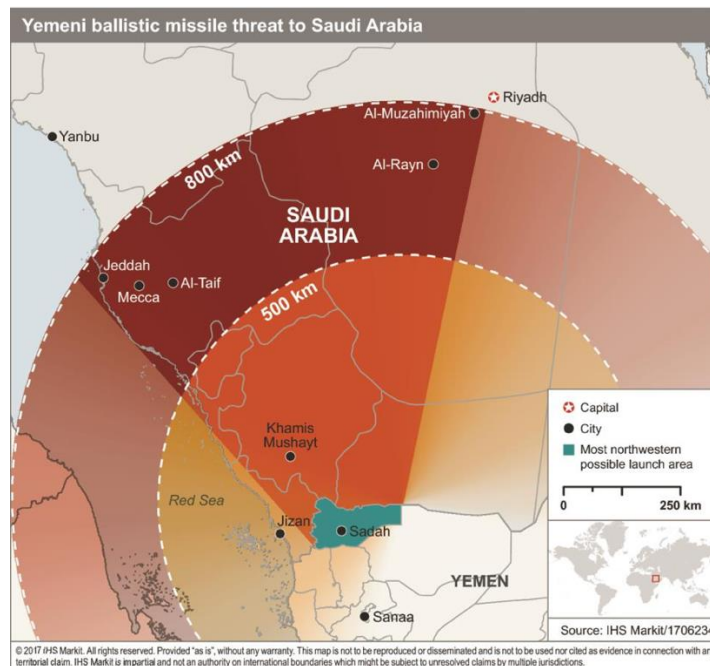 Yemeni ballistic missile threat to Saudi Arabia
Riyadh
Al-Muzahimiyah
Yanbu
800 km
Al-Rayn
SAUDI
ARABIA
Jeddah
Mecca
Al-Taif
500 km
Khamis
Mushayt
Red Sea
Jizan
Sadah
YEMEN
Sanaa
Capital
City
Most northwestern
possible launch area
0
250 km
Source: IHS Markit/1706234
© 2017 IHS Markit. All rights reserved. Provided "as is", without any warranty. This map is not to be reproduced or disseminated and is not to be used nor cited as evidence in connection with an
territorial claim. IHS Markit is impartial and not an authority on international boundaries which might be subject to unresolved claims by multiple jurisdictions.